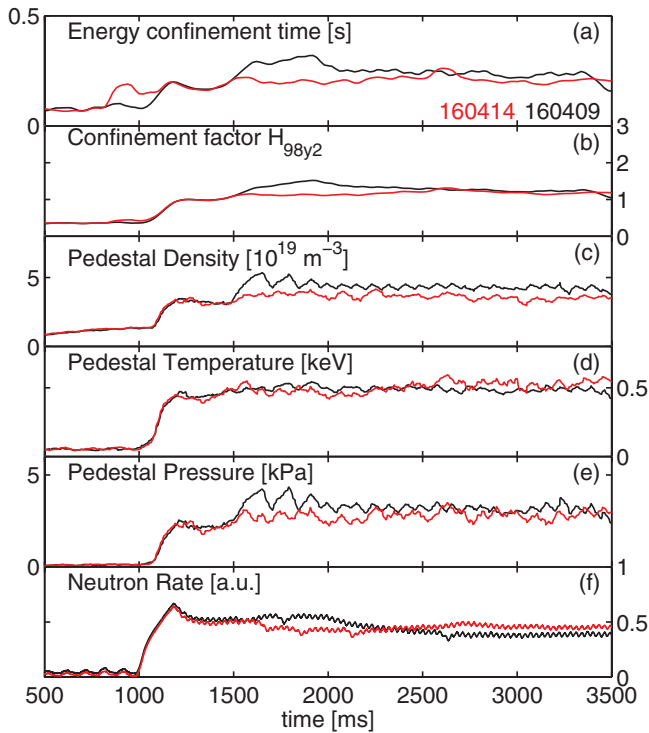 0.5
Energy confinement time [s] (a)
160414 160409
0
Confinement factor H98y2 (b)
3
2
1
0
Pedestal Density [10^19 m^−3] (c)
5
0
Pedestal Temperature [keV] (d)
0.5
0
Pedestal Pressure [kPa] (e)
5
0
1
Neutron Rate [a.u.] (f)
0.5
0
500 1000 1500 2000 2500 3000 3500
time [ms]